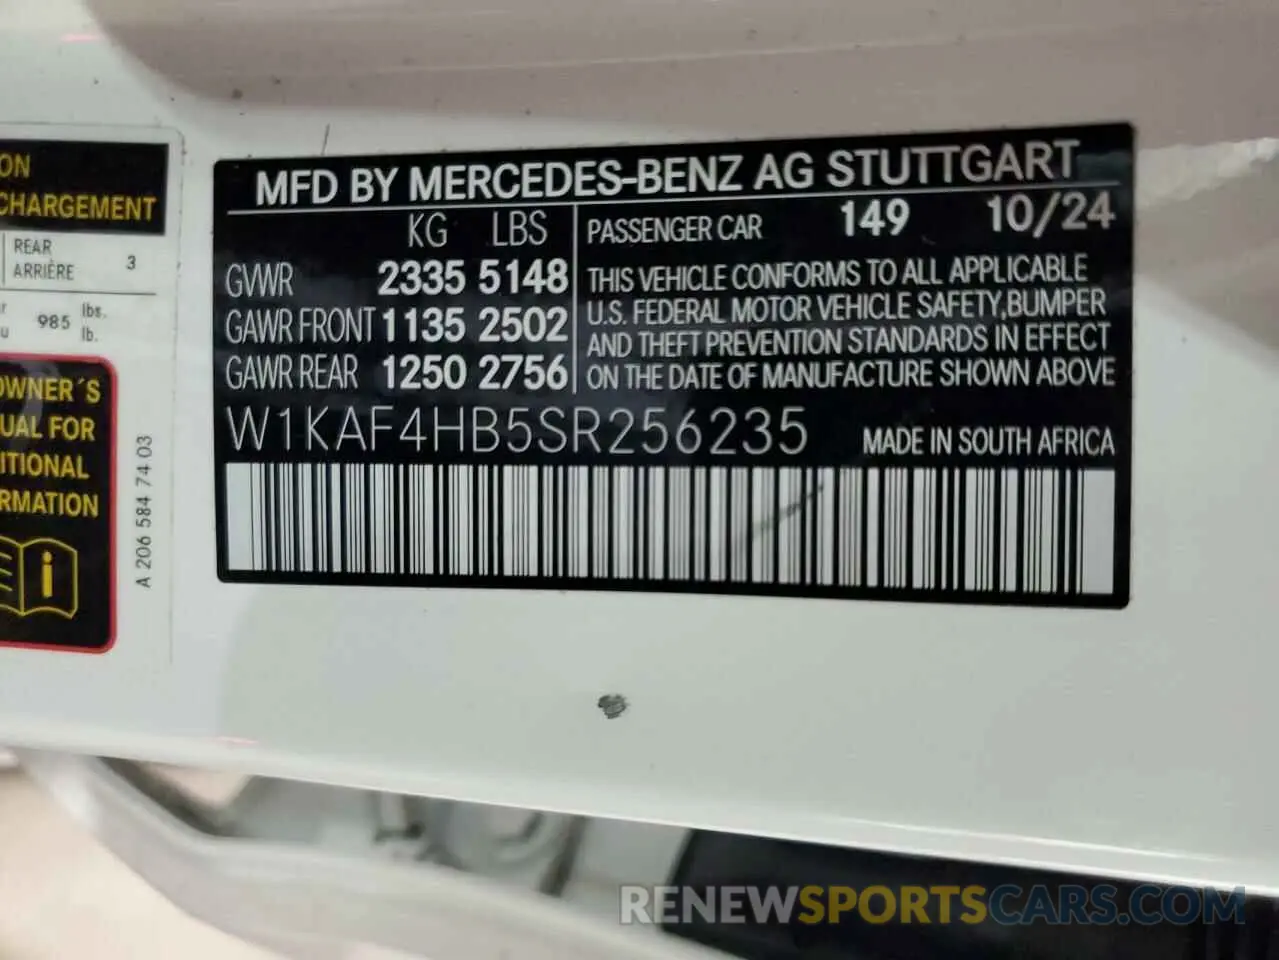 ON
CHARGEMENT
REAR
ARRIÈRE 3
985 lbs.
lb.
OWNER'S
UAL FOR
ITIONAL
RMATION
A 206 584 74 03
MFD BY MERCEDES-BENZ AG STUTTGART
KG LBS
GVWR 2335 5148
GAWR FRONT 1135 2502
GAWR REAR 1250 2756
PASSENGER CAR 149 10/24
THIS VEHICLE CONFORMS TO ALL APPLICABLE
U.S. FEDERAL MOTOR VEHICLE SAFETY,BUMPER
AND THEFT PREVENTION STANDARDS IN EFFECT
ON THE DATE OF MANUFACTURE SHOWN ABOVE
W1KAF4HB5SR256235
MADE IN SOUTH AFRICA
RENEWSPORTSCARS.COM